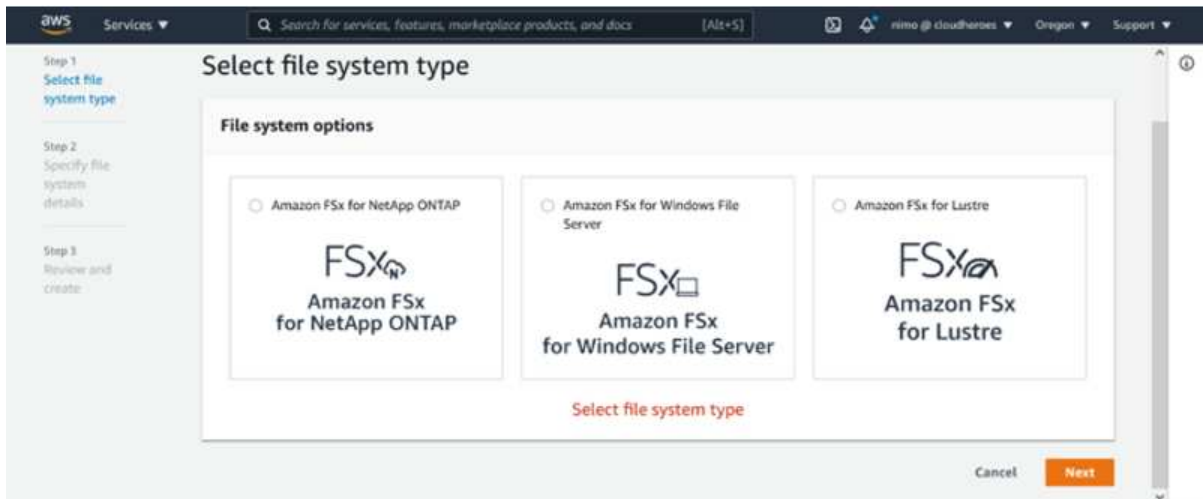 aws Services ▼ Search for services, features, marketplace products, and docs [Alt+S] nimo @ cloudheroes ▼ Oregon ▼ Support ▼
Step 1
Select file
system type
Step 2
Specify file
system
details
Step 3
Review and
create
Select file system type
File system options
Amazon FSx for NetApp ONTAP
FSx N
Amazon FSx
for NetApp ONTAP
Amazon FSx for Windows File
Server
FSx
Amazon FSx
for Windows File Server
Amazon FSx for Lustre
FSx
Amazon FSx
for Lustre
Select file system type
Cancel Next